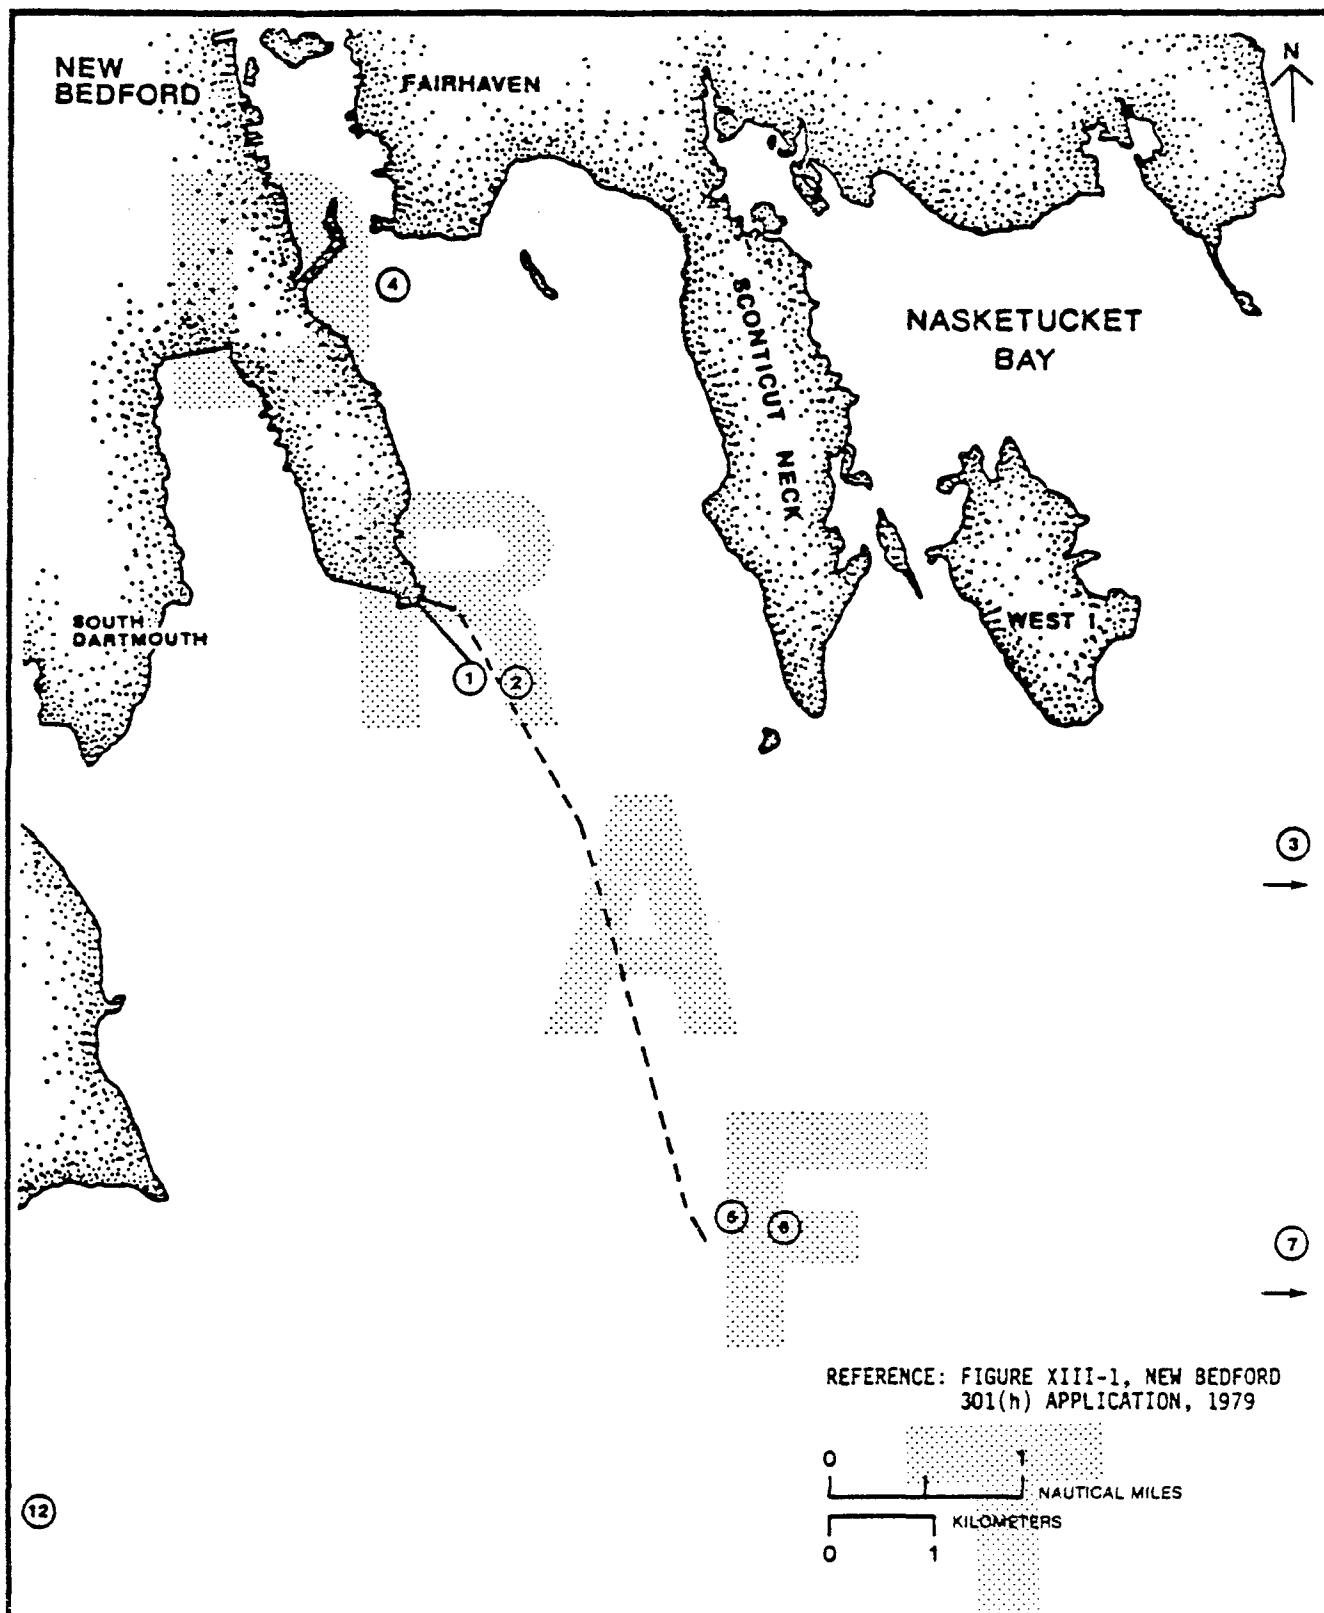 NEW
BEDFORD
FAIRHAVEN
N
4
SCONTICUT NECK
NASKETUCKET
BAY
SOUTH
DARTMOUTH
WEST I.
1
2
3
5
6
7
REFERENCE: FIGURE XIII-1, NEW BEDFORD
301(h) APPLICATION, 1979
0 1
1
NAUTICAL MILES
KILOMETERS
0 1
12
DRAFT